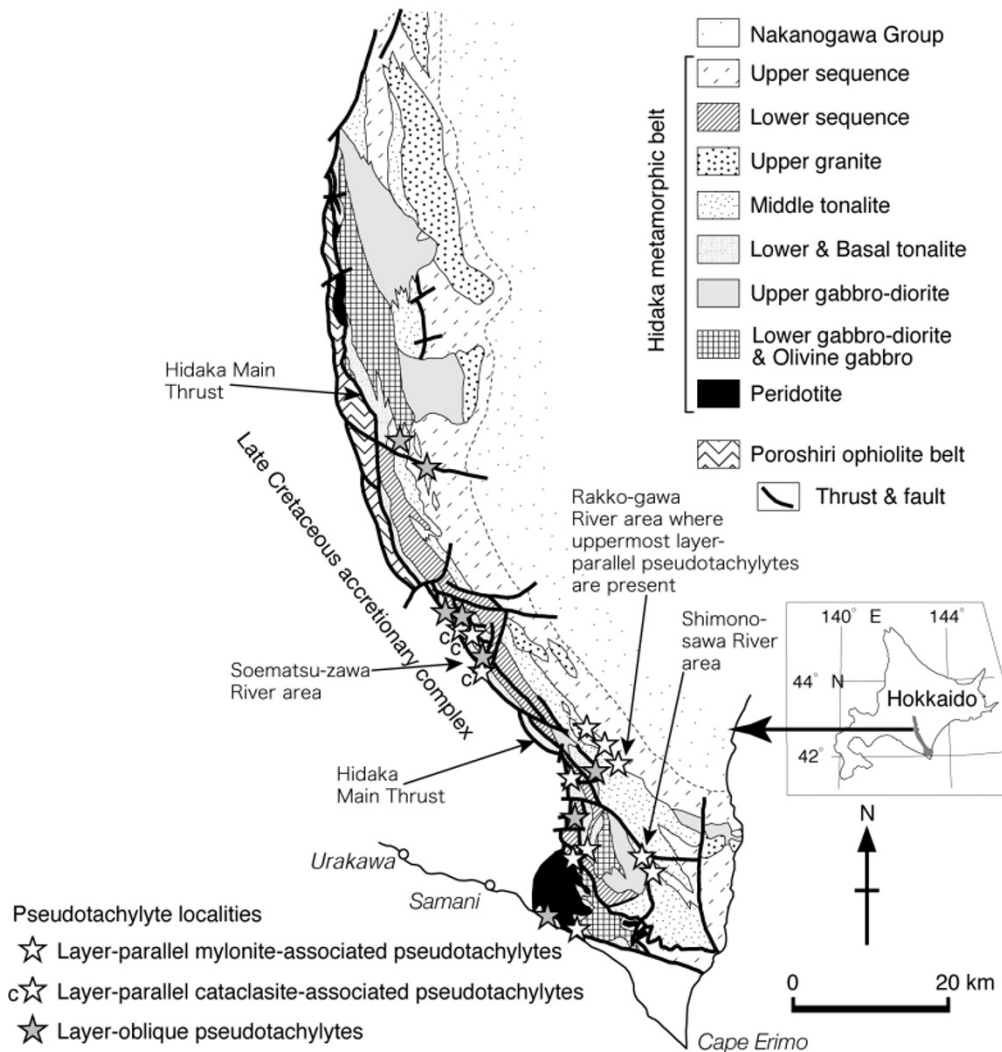 Nakanogawa Group
Upper sequence
Lower sequence
Upper granite
Middle tonalite
Lower & Basal tonalite
Upper gabbro-diorite
Lower gabbro-diorite
& Olivine gabbro
Peridotite
Hidaka metamorphic belt
Poroshiri ophiolite belt
Thrust & fault
Hidaka Main
Thrust
Late Cretaceous accretionary complex
Rakko-gawa
River area where
uppermost layer-
parallel pseudotachylytes
are present
Shimono-
sawa River
area
Soematsu-zawa
River area
c
c
c
Hidaka
Main Thrust
140° E 144°
44° N
Hokkaido
42°
N
Urakawa
Samani
Cape Erimo
0 20 km
Pseudotachylyte localities
Layer-parallel mylonite-associated pseudotachylytes
c Layer-parallel cataclasite-associated pseudotachylytes
Layer-oblique pseudotachylytes